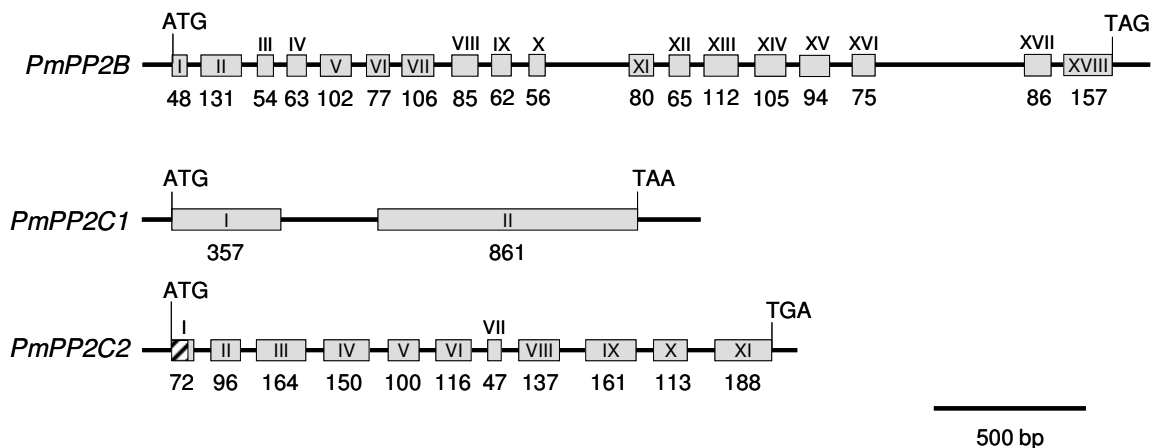 ATG TAG
III IV VIII IX X XII XIII XIV XV XVI XVII
PmPP2B I II V VI VII XI XVIII
48 131 54 63 102 77 106 85 62 56 80 65 112 105 94 75 86 157
ATG TAA
PmPP2C1 I II
357 861
ATG TGA
I VII
PmPP2C2 II III IV V VI VIII IX X XI
72 96 164 150 100 116 47 137 161 113 188
500 bp